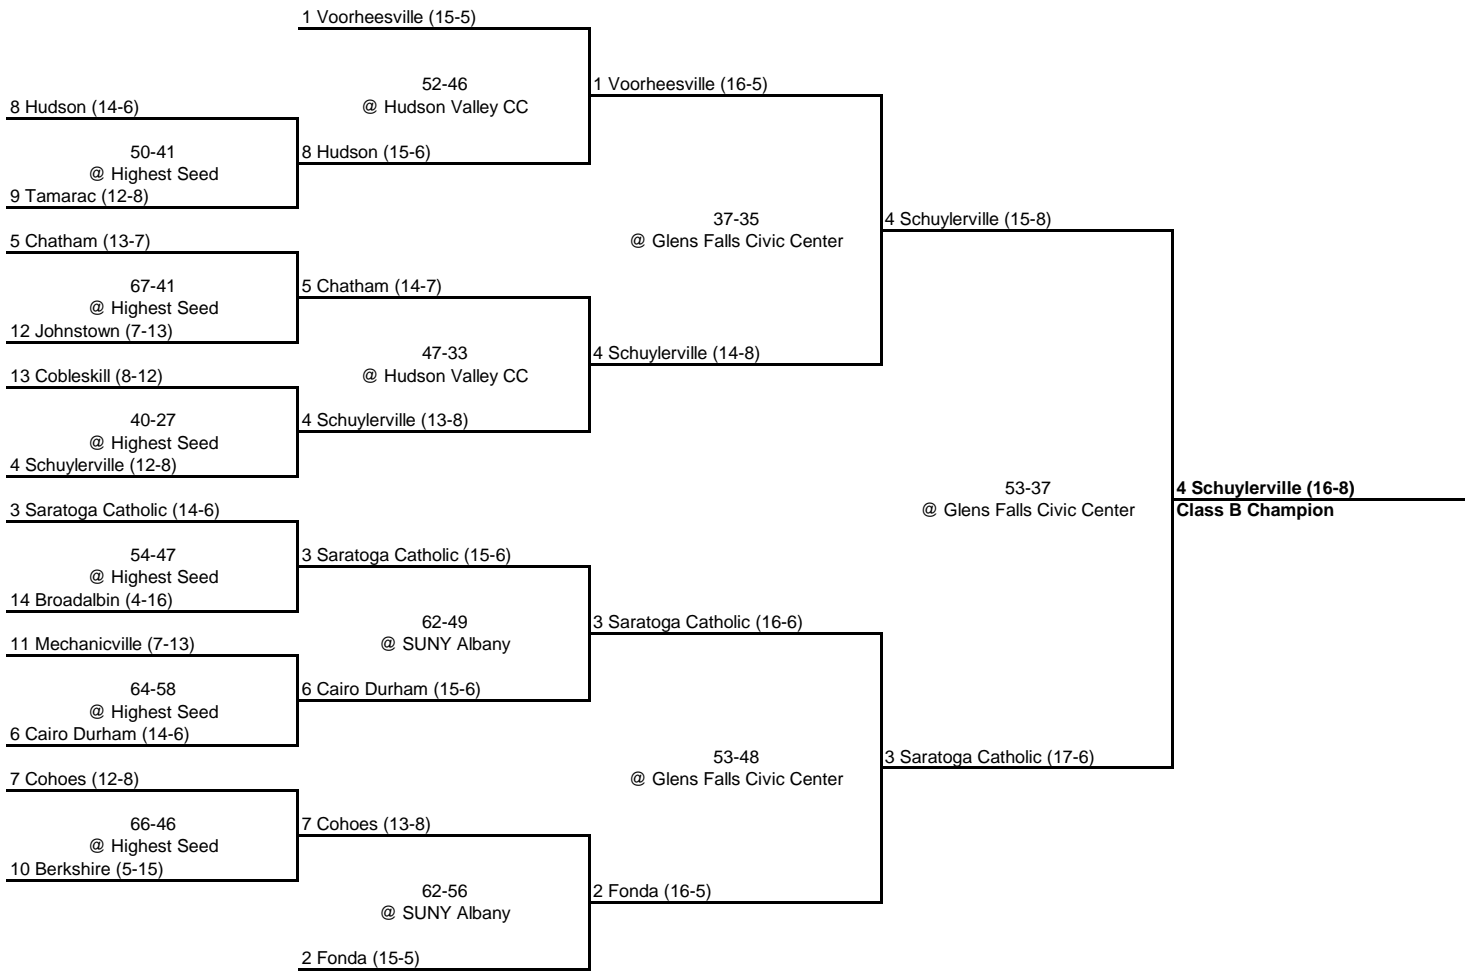 1 Voorheesville (15-5)
52-46
@ Hudson Valley CC
1 Voorheesville (16-5)
8 Hudson (14-6)
50-41
@ Highest Seed
8 Hudson (15-6)
9 Tamarac (12-8)
37-35
@ Glens Falls Civic Center
4 Schuylerville (15-8)
5 Chatham (13-7)
67-41
@ Highest Seed
5 Chatham (14-7)
12 Johnstown (7-13)
47-33
@ Hudson Valley CC
4 Schuylerville (14-8)
13 Cobleskill (8-12)
40-27
@ Highest Seed
4 Schuylerville (13-8)
4 Schuylerville (12-8)
53-37
@ Glens Falls Civic Center
4 Schuylerville (16-8)
Class B Champion
3 Saratoga Catholic (14-6)
54-47
@ Highest Seed
3 Saratoga Catholic (15-6)
14 Broadalbin (4-16)
62-49
@ SUNY Albany
3 Saratoga Catholic (16-6)
11 Mechanicville (7-13)
64-58
@ Highest Seed
6 Cairo Durham (15-6)
6 Cairo Durham (14-6)
53-48
@ Glens Falls Civic Center
3 Saratoga Catholic (17-6)
7 Cohoes (12-8)
66-46
@ Highest Seed
7 Cohoes (13-8)
10 Berkshire (5-15)
62-56
@ SUNY Albany
2 Fonda (16-5)
2 Fonda (15-5)